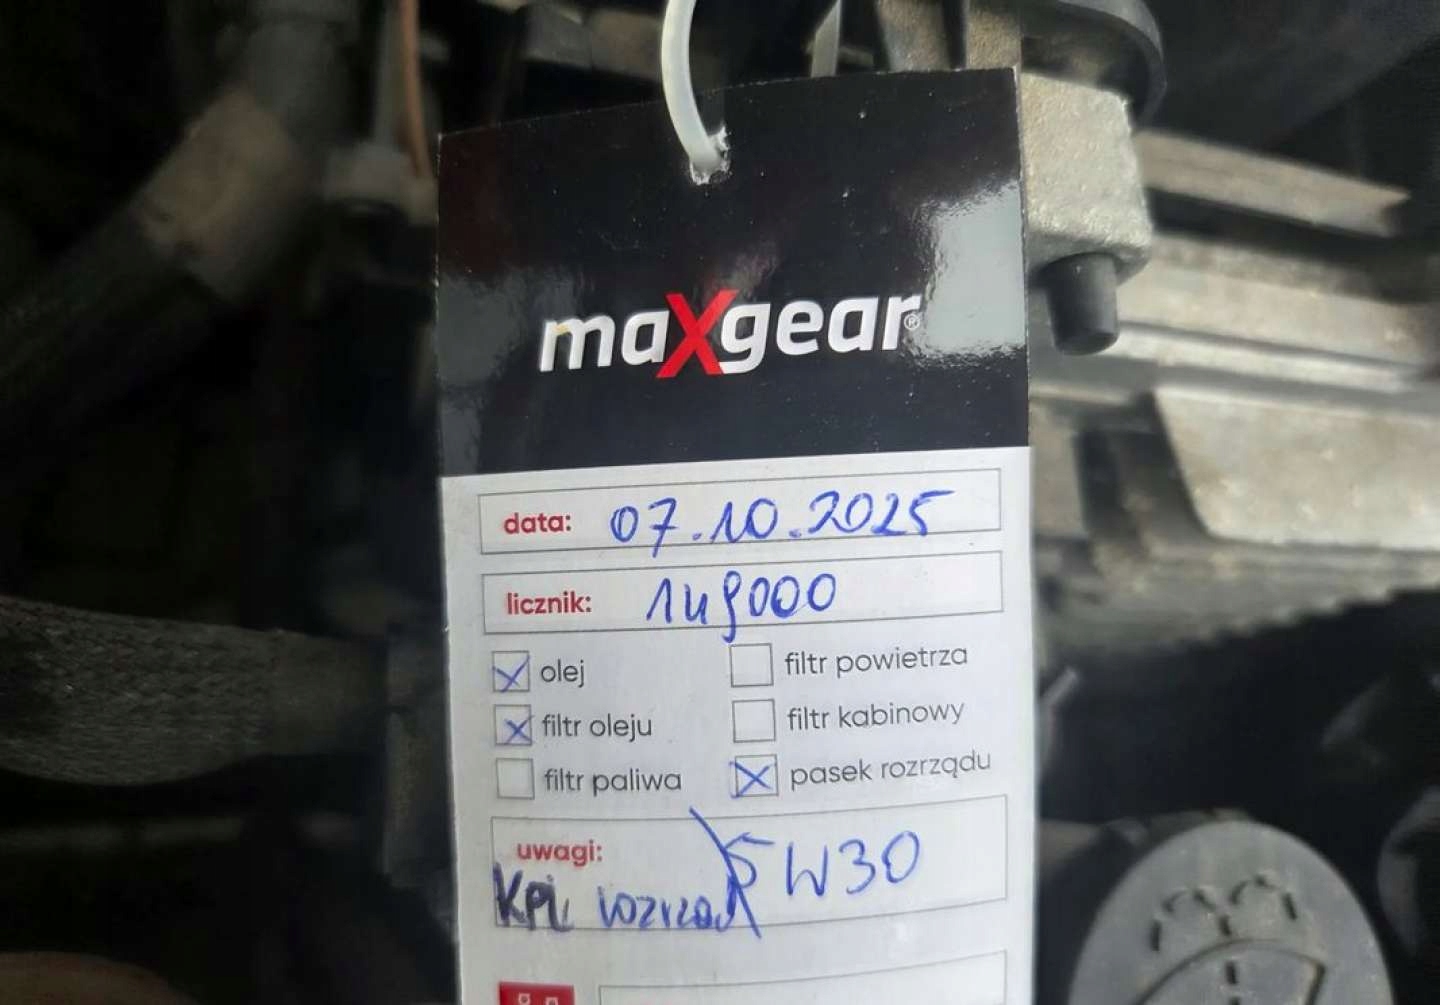 maXgear®
data: 07.10.2025
licznik: 149000
olej
filtr powietrza
filtr oleju
filtr kabinowy
filtr paliwa
pasek rozrządu
uwagi: 5W30
Kpl rozrząd